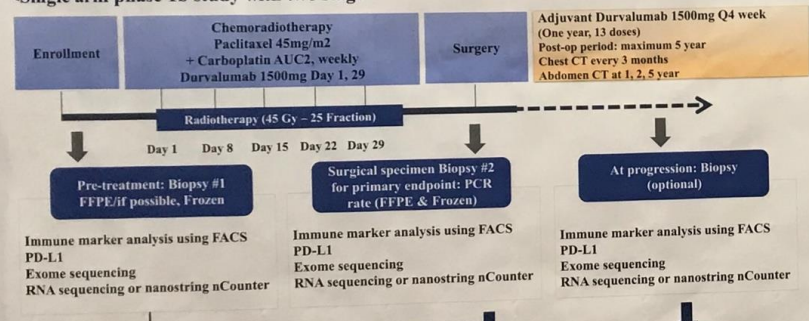 Enrollment
Chemoradiotherapy
Paclitaxel 45mg/m2
+ Carboplatin AUC2, weekly
Durvalumab 1500mg Day 1, 29
Surgery
Adjuvant Durvalumab 1500mg Q4 week
(One year, 13 doses)
Post-op period: maximum 5 year
Chest CT every 3 months
Abdomen CT at 1, 2, 5 year
Radiotherapy (45 Gy – 25 Fraction)
Day 1 Day 8 Day 15 Day 22 Day 29
Pre-treatment: Biopsy #1
FFPE/if possible, Frozen
Surgical specimen Biopsy #2
for primary endpoint: PCR
rate (FFPE & Frozen)
At progression: Biopsy
(optional)
Immune marker analysis using FACS
PD-L1
Exome sequencing
RNA sequencing or nanostring nCounter
Immune marker analysis using FACS
PD-L1
Exome sequencing
RNA sequencing or nanostring nCounter
Immune marker analysis using FACS
PD-L1
Exome sequencing
RNA sequencing or nanostring nCounter